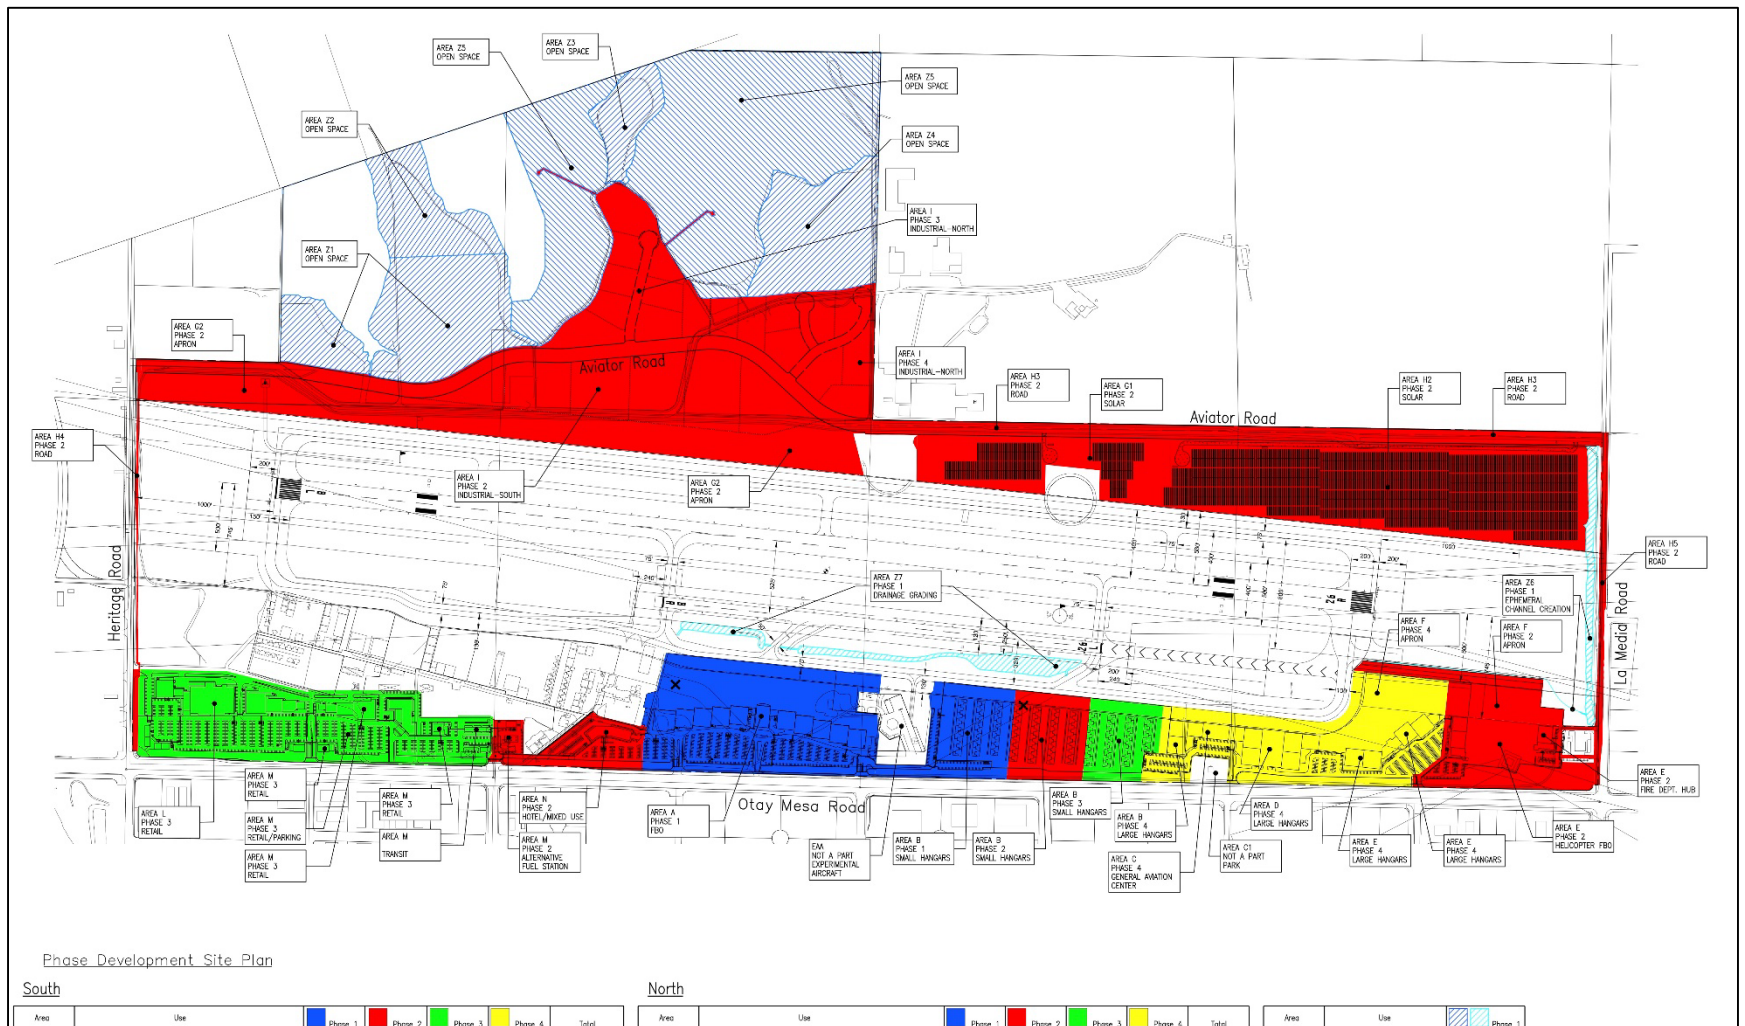 AREA Z5
OPEN SPACE
AREA Z3
OPEN SPACE
AREA Z5
OPEN SPACE
AREA Z2
OPEN SPACE
AREA Z4
OPEN SPACE
AREA I
PHASE 3
INDUSTRIAL-NORTH
AREA Z1
OPEN SPACE
AREA G2
PHASE 2
APRON
Aviator Road
AREA I
PHASE 4
INDUSTRIAL-NORTH
AREA H3
PHASE 2
ROAD
AREA G1
PHASE 2
SOLAR
AREA H2
PHASE 2
SOLAR
AREA H3
PHASE 2
ROAD
Aviator Road
AREA H4
PHASE 2
ROAD
AREA I
PHASE 2
INDUSTRIAL-SOUTH
AREA G2
PHASE 2
APRON
200'
1000'
130'
Heritage Road
AREA H5
PHASE 2
ROAD
AREA Z7
PHASE 1
DRAINAGE GRADING
AREA Z6
PHASE 1
EPHEMERAL
CHANNEL CREATION
AREA F
PHASE 4
APRON
AREA F
PHASE 2
APRON
La Media Road
240'
75'
200'
240'
200'
200'
AREA L
PHASE 3
RETAIL
AREA M
PHASE 3
RETAIL
AREA M
PHASE 3
RETAIL/PARKING
AREA M
PHASE 3
RETAIL
AREA M
PHASE 3
RETAIL
AREA M
TRANSIT
AREA N
PHASE 2
HOTEL/MIXED USE
AREA M
PHASE 2
ALTERNATIVE
FUEL STATION
AREA A
PHASE 1
FBO
Otay Mesa Road
EAA
NOT A PART
EXPERIMENTAL
AIRCRAFT
AREA B
PHASE 1
SMALL HANGARS
AREA B
PHASE 2
SMALL HANGARS
AREA B
PHASE 3
SMALL HANGARS
AREA B
PHASE 4
LARGE HANGARS
AREA C
PHASE 4
GENERAL AVIATION
CENTER
AREA C1
NOT A PART
PARK
AREA D
PHASE 4
LARGE HANGARS
AREA E
PHASE 4
LARGE HANGARS
AREA E
PHASE 4
LARGE HANGARS
AREA E
PHASE 2
HELICOPTER FBO
AREA E
PHASE 2
FIRE DEPT. HUB
Phase Development Site Plan
South
North
Area Use Phase 1 Phase 2 Phase 3 Phase 4 Total
Area Use Phase 1 Phase 2 Phase 3 Phase 4 Total
Area Use Phase 1